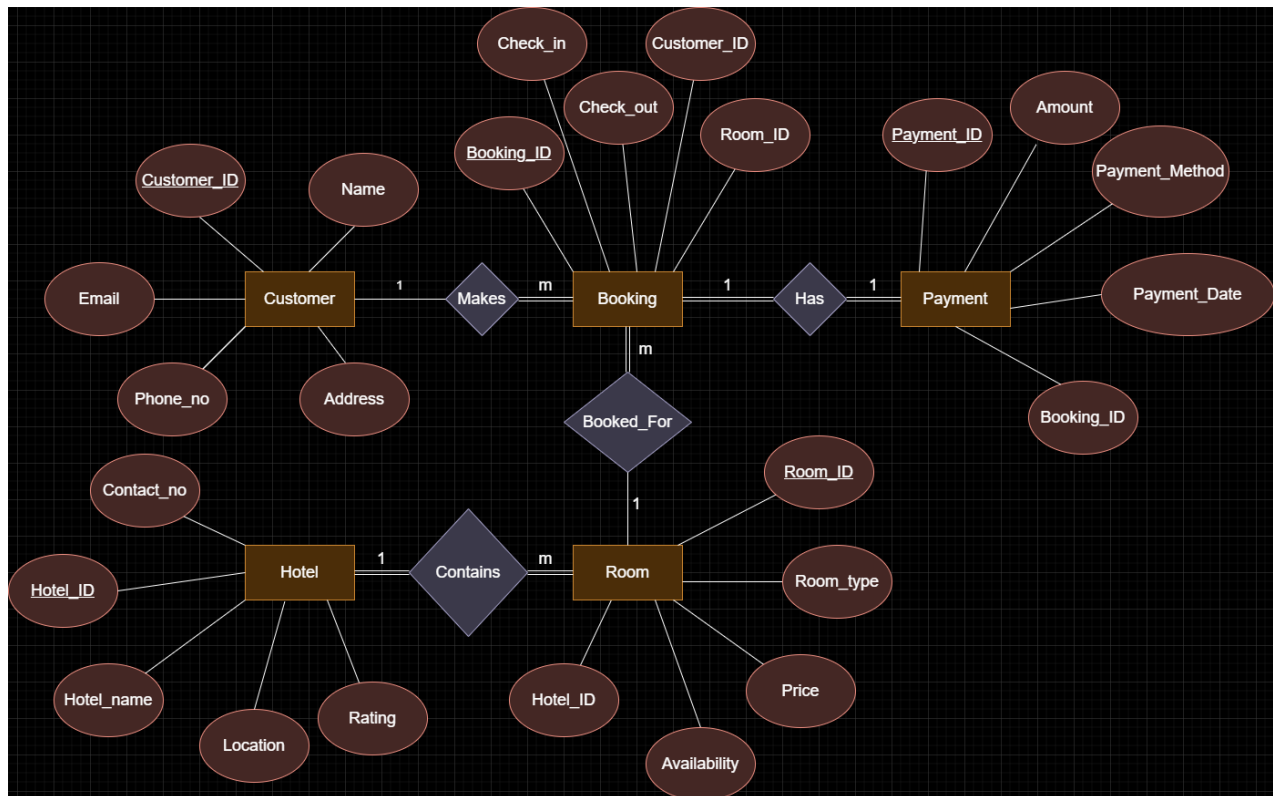 Check_in
Customer_ID
Check_out
Amount
Booking_ID
Room_ID
Payment_ID
Payment_Method
Customer_ID
Name
Email
Customer
1
Makes
m
Booking
1
Has
1
Payment
Payment_Date
m
Phone_no
Address
Booked_For
Booking_ID
Contact_no
Room_ID
1
Hotel_ID
Hotel
1
Contains
m
Room
Room_type
Hotel_name
Location
Rating
Hotel_ID
Price
Availability